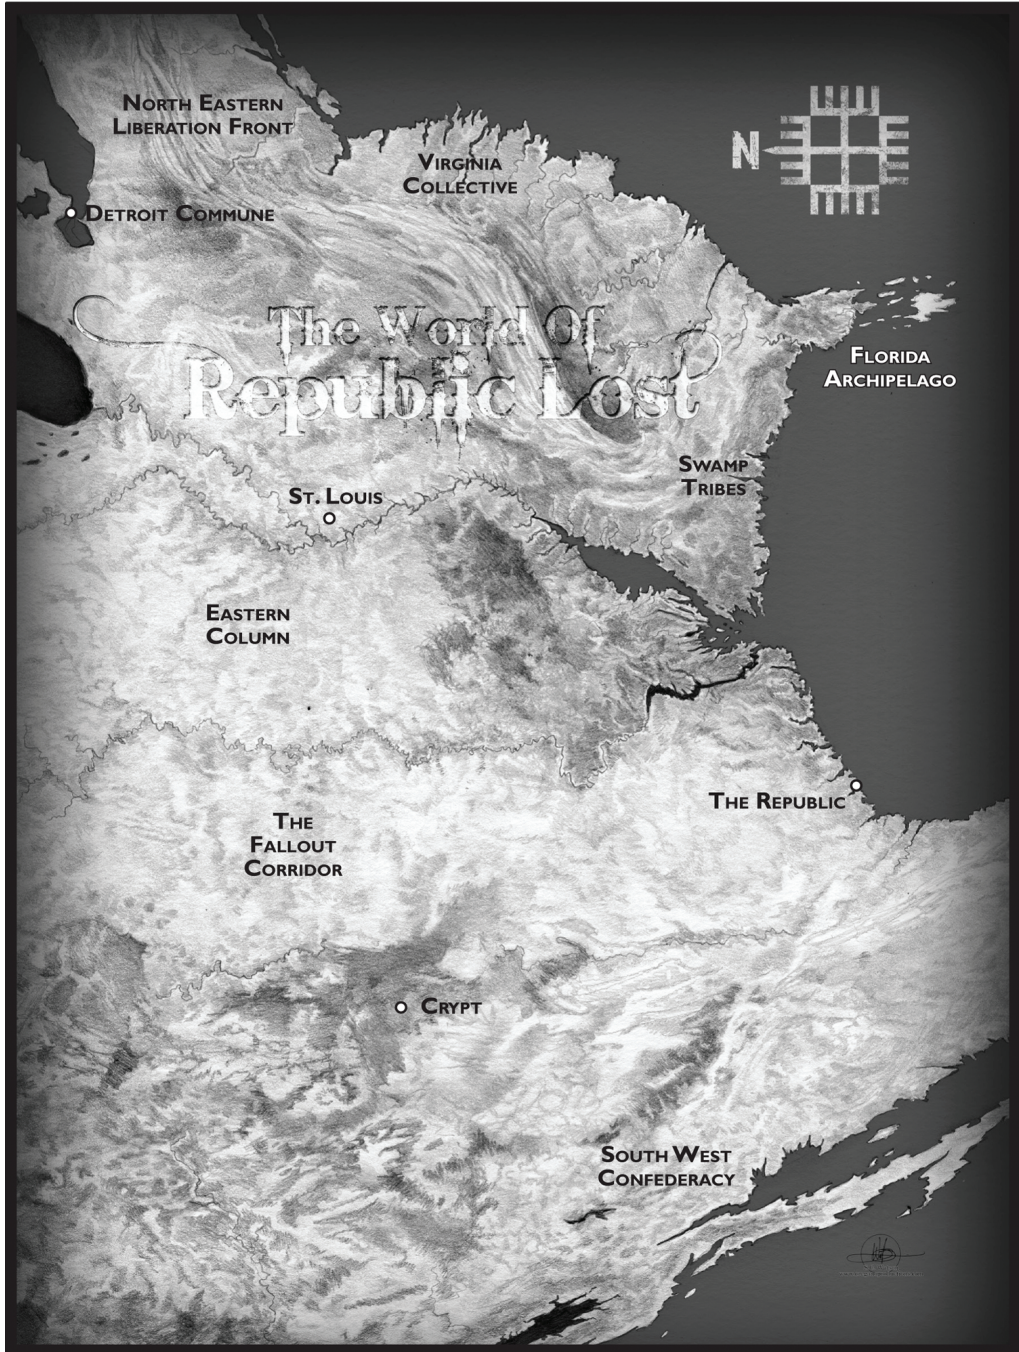 North Eastern
Liberation Front
Virginia
Collective
N
Detroit Commune
The World Of
Republic Lost
Florida
Archipelago
Swamp
Tribes
St. Louis
Eastern
Column
The Republic
The
Fallout
Corridor
Crypt
South West
Confederacy